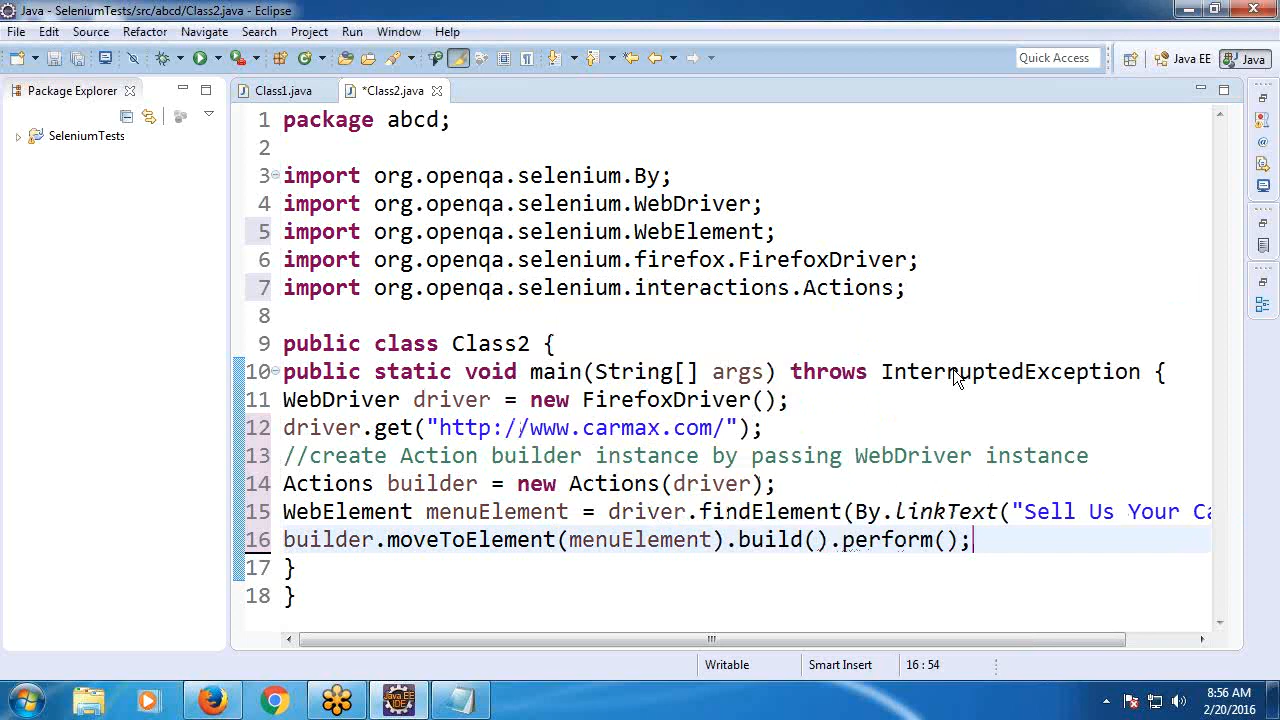 Java - SeleniumTests/src/abcd/Class2.java - Eclipse
File Edit Source Refactor Navigate Search Project Run Window Help
Quick Access Java EE Java
Package Explorer Class1.java *Class2.java
SeleniumTests
1 package abcd;
2
3 import org.openqa.selenium.By;
4 import org.openqa.selenium.WebDriver;
5 import org.openqa.selenium.WebElement;
6 import org.openqa.selenium.firefox.FirefoxDriver;
7 import org.openqa.selenium.interactions.Actions;
8
9 public class Class2 {
10 public static void main(String[] args) throws InterruptedException {
11 WebDriver driver = new FirefoxDriver();
12 driver.get("http://www.carmax.com/");
13 //create Action builder instance by passing WebDriver instance
14 Actions builder = new Actions(driver);
15 WebElement menuElement = driver.findElement(By.linkText("Sell Us Your Ca
16 builder.moveToElement(menuElement).build().perform();
17 }
18 }
Writable Smart Insert 16 : 54
8:56 AM
2/20/2016